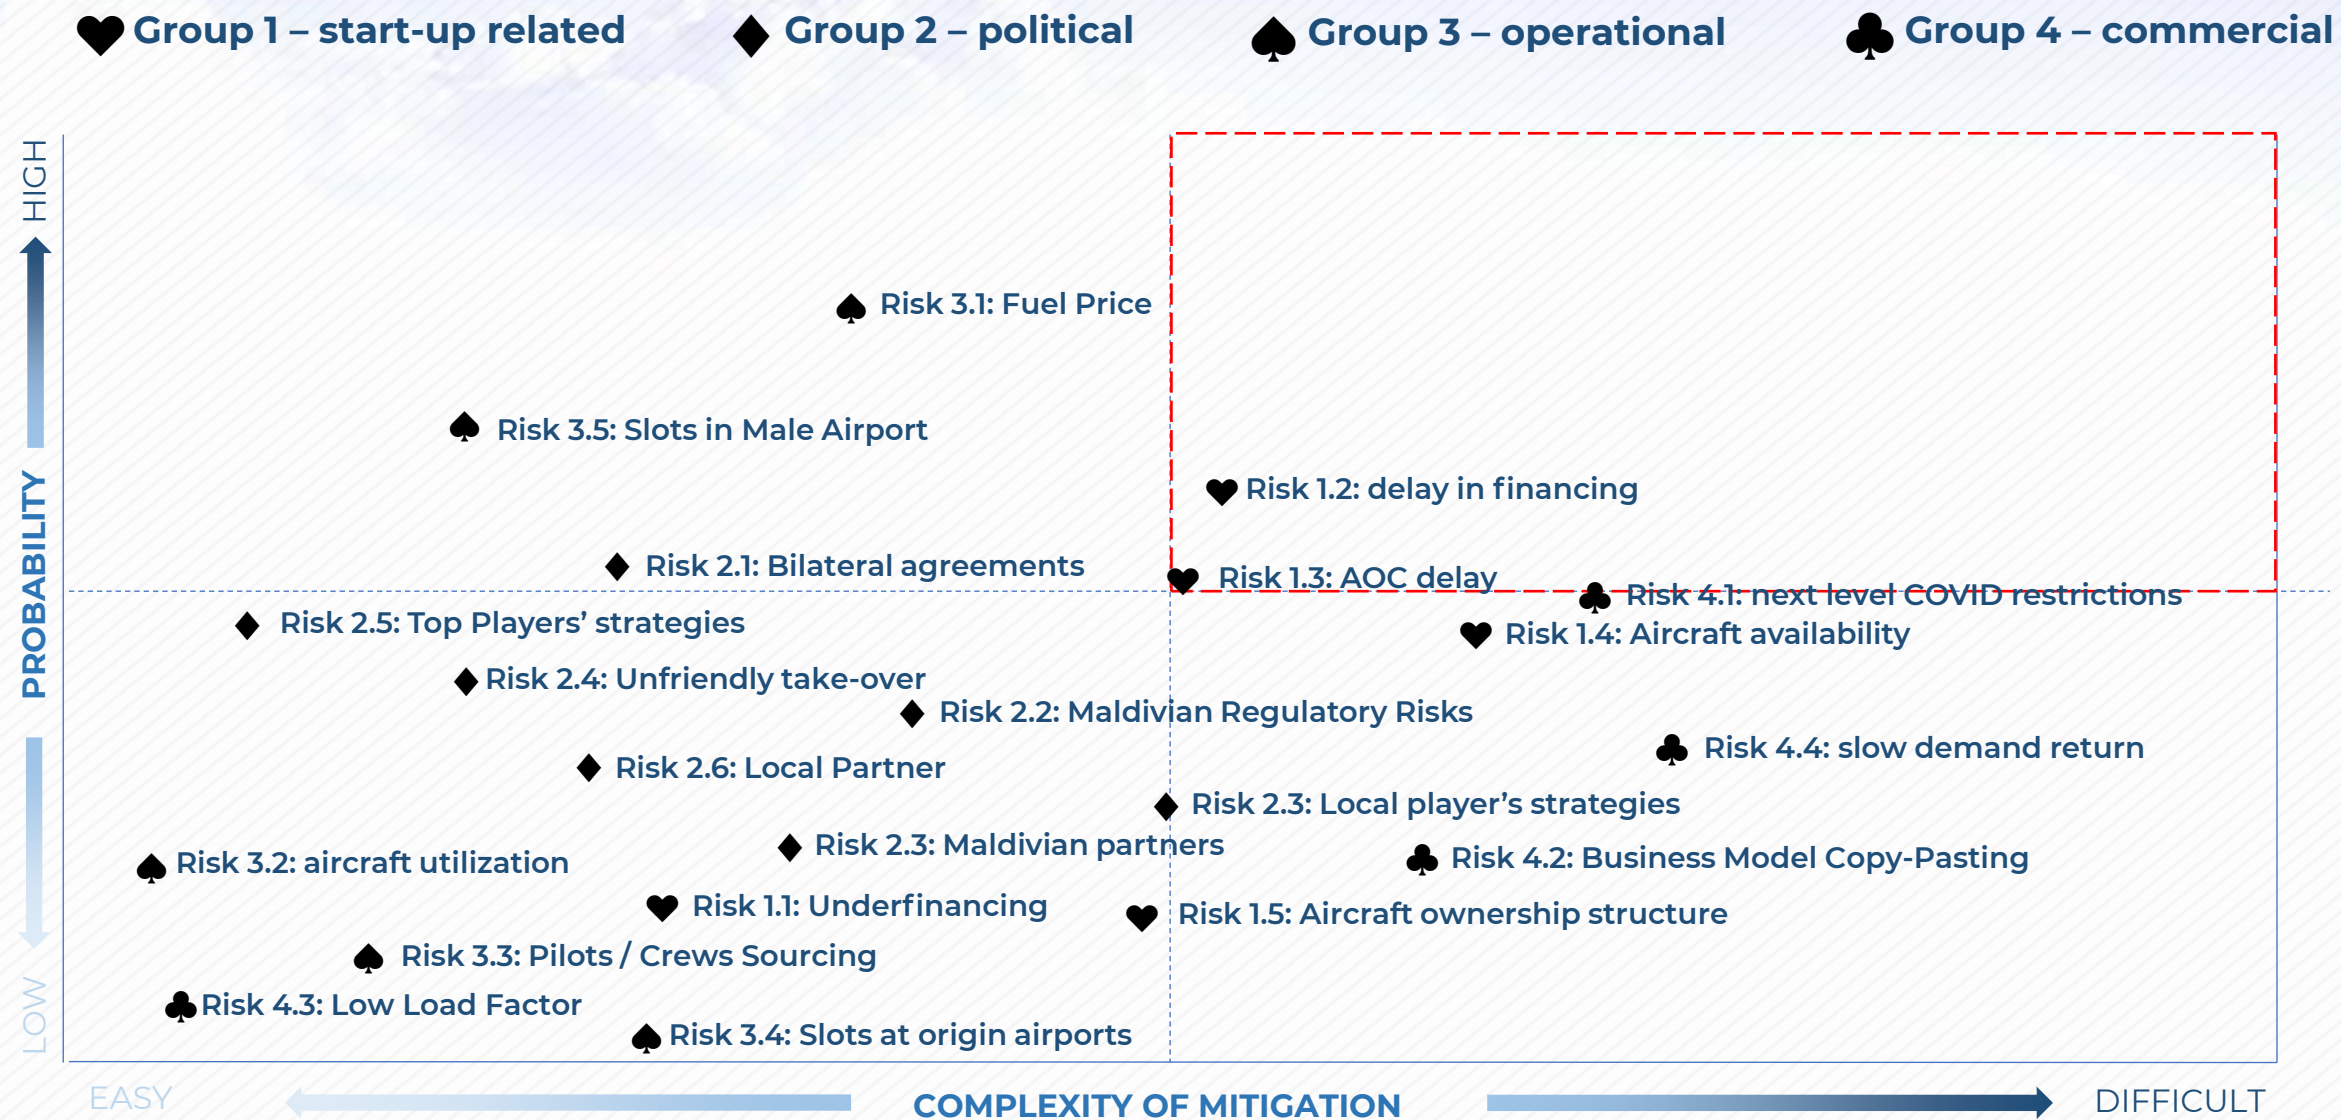 Group 1 – start-up related
Group 2 – political
Group 3 – operational
Group 4 – commercial
HIGH
PROBABILITY
LOW
Risk 3.1: Fuel Price
Risk 3.5: Slots in Male Airport
Risk 1.2: delay in financing
Risk 2.1: Bilateral agreements
Risk 1.3: AOC delay
Risk 4.1: next level COVID restrictions
Risk 2.5: Top Players’ strategies
Risk 1.4: Aircraft availability
Risk 2.4: Unfriendly take-over
Risk 2.2: Maldivian Regulatory Risks
Risk 4.4: slow demand return
Risk 2.6: Local Partner
Risk 2.3: Local player’s strategies
Risk 2.3: Maldivian partners
Risk 4.2: Business Model Copy-Pasting
Risk 3.2: aircraft utilization
Risk 1.1: Underfinancing
Risk 1.5: Aircraft ownership structure
Risk 3.3: Pilots / Crews Sourcing
Risk 4.3: Low Load Factor
Risk 3.4: Slots at origin airports
EASY
COMPLEXITY OF MITIGATION
DIFFICULT